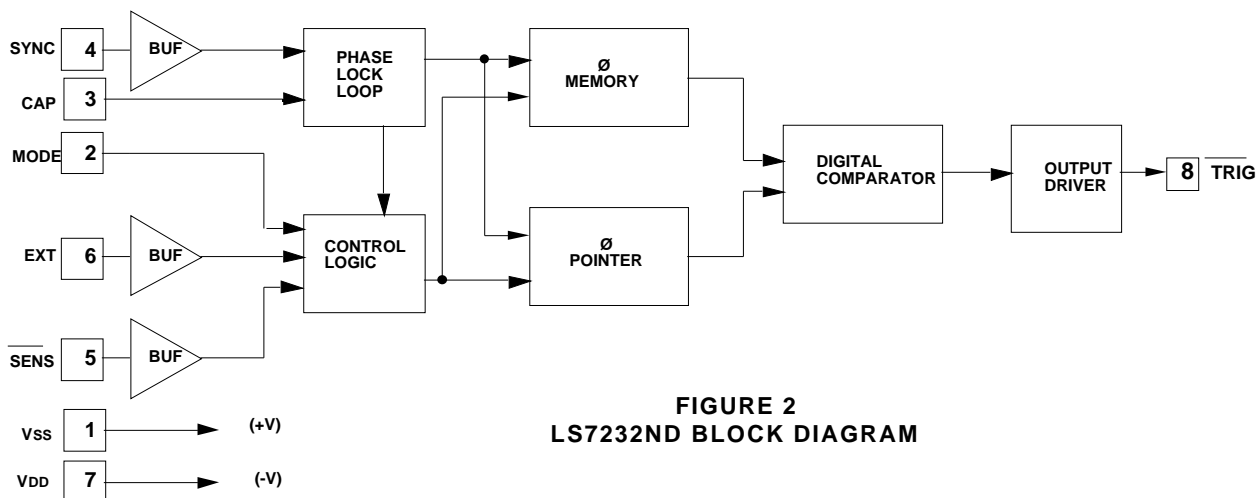 SYNC 4 BUF
CAP 3
MODE 2
EXT 6 BUF
SENS 5 BUF
VSS 1 (+V)
VDD 7 (-V)
PHASE
LOCK
LOOP
CONTROL
LOGIC
Ø
MEMORY
Ø
POINTER
DIGITAL
COMPARATOR
OUTPUT
DRIVER
8 TRIG
FIGURE 2
LS7232ND BLOCK DIAGRAM